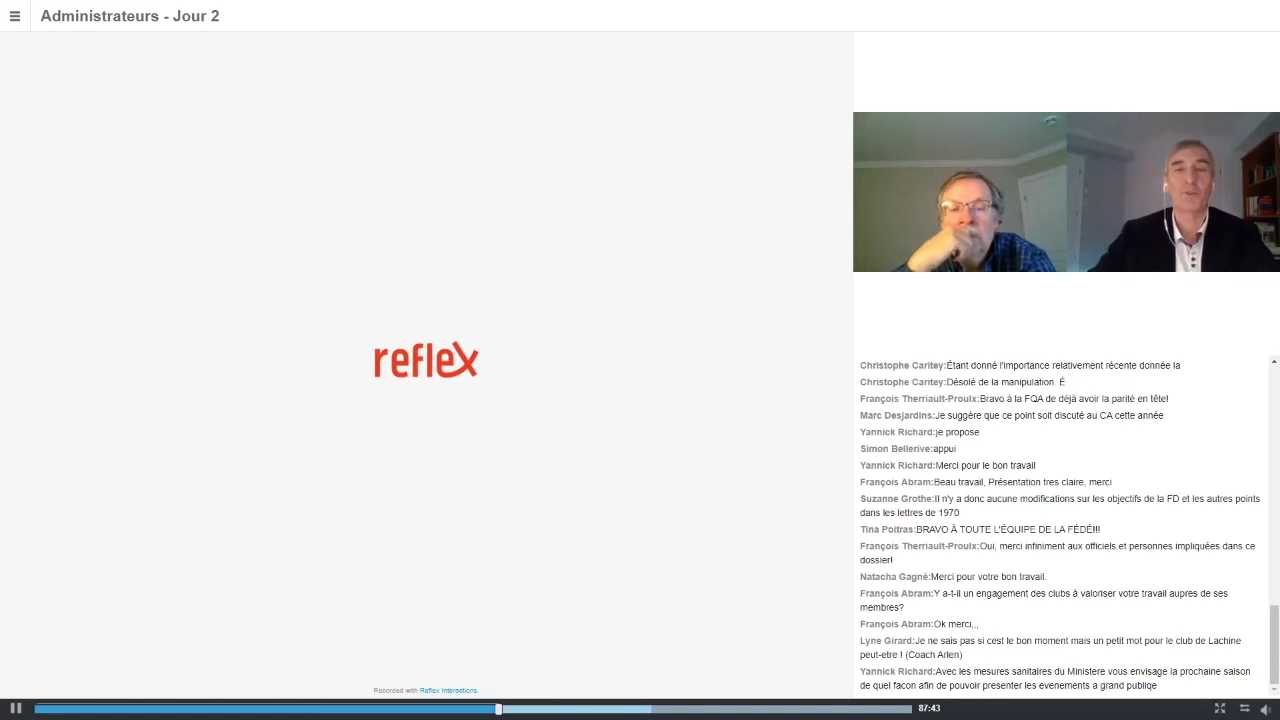 Administrateurs - Jour 2
reflex
Christophe Caritey:Étant donné l'importance relativement récente donnée la
Christophe Caritey:Désolé de la manipulation. É
François Therriault-Proulx:Bravo à la FQA de déjà avoir la parité en tête!
Marc Desjardins:Je suggère que ce point soit discuté au CA cette année
Yannick Richard:je propose
Simon Bellerive:appui
Yannick Richard:Merci pour le bon travail
François Abram:Beau travail, Présentation tres claire, merci
Suzanne Grothe:Il n'y a donc aucune modifications sur les objectifs de la FD et les autres points
dans les lettres de 1970
Tina Poitras:BRAVO À TOUTE L'ÉQUIPE DE LA FÉDÉ!!!!
François Therriault-Proulx:Oui, merci infiniment aux officiels et personnes impliquées dans ce
dossier!
Natacha Gagné:Merci pour votre bon travail.
François Abram:Y a-t-il un engagement des clubs à valoriser votre travail aupres de ses
membres?
François Abram:Ok merci,,,
Lyne Girard:Je ne sais pas si cest le bon moment mais un petit mot pour le club de Lachine
peut-etre ! (Coach Arlen)
Yannick Richard:Avec les mesures sanitaires du Ministere vous envisage la prochaine saison
de quel facon afin de pouvoir presenter les evenements a grand publiqe
Recorded with Reflex Interactions.
87:43